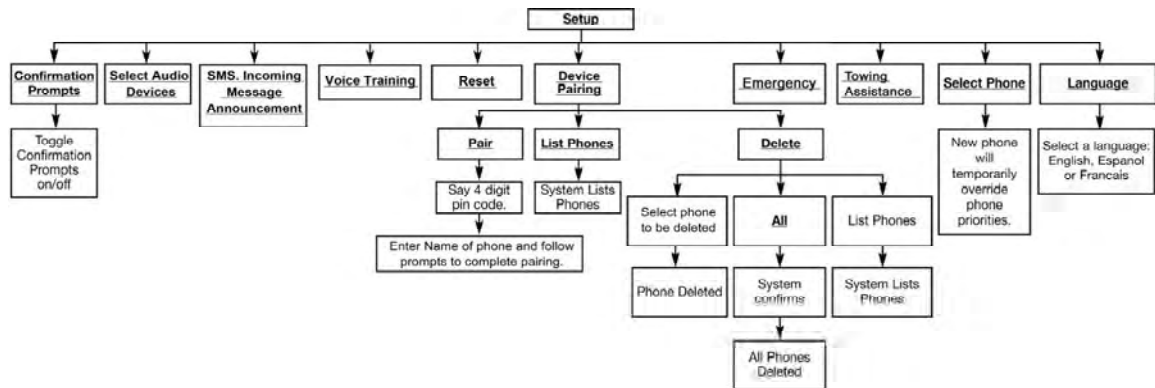 Setup
Confirmation
Prompts
Select Audio
Devices
SMS. Incoming
Message
Announcement
Voice Training
Reset
Device
Pairing
Emergency
Towing
Assistance
Select Phone
Language
Toggle
Confirmation
Prompts
on/off
Pair
List Phones
Delete
New phone
will
temporarily
override
phone
priorities.
Select a language:
English, Espanol
or Francais
Say 4 digit
pin code.
System Lists
Phones
Select phone
to be deleted
All
List Phones
Enter Name of phone and follow
prompts to complete pairing.
Phone Deleted
System
confirms
System Lists
Phones
All Phones
Deleted